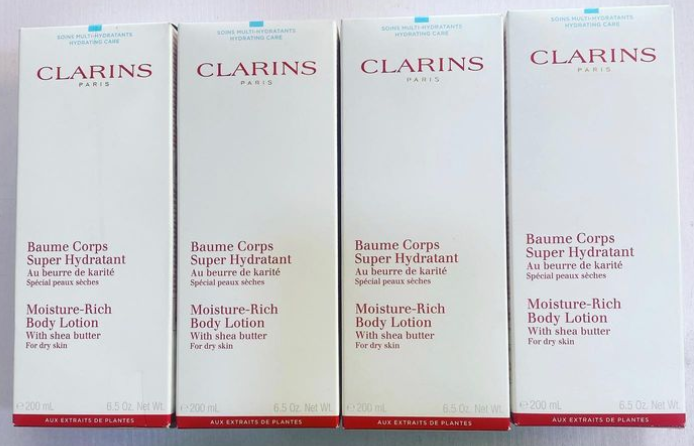 SOINS MULTI-HYDRATANTS
HYDRATING CARE
CLARINS
PARIS
Baume Corps
Super Hydratant
Au beurre de karité
Spécial peaux sèches
Moisture-Rich
Body Lotion
With shea butter
For dry skin
℮200 mL 6.5 Oz. Net Wt.
AUX EXTRAITS DE PLANTES
SOINS MULTI-HYDRATANTS
HYDRATING CARE
CLARINS
PARIS
Baume Corps
Super Hydratant
Au beurre de karité
Spécial peaux sèches
Moisture-Rich
Body Lotion
With shea butter
For dry skin
℮200 mL 6.5 Oz. Net Wt.
AUX EXTRAITS DE PLANTES
SOINS MULTI-HYDRATANTS
HYDRATING CARE
CLARINS
PARIS
Baume Corps
Super Hydratant
Au beurre de karité
Spécial peaux sèches
Moisture-Rich
Body Lotion
With shea butter
For dry skin
℮200 mL 6.5 Oz. Net Wt.
AUX EXTRAITS DE PLANTES
SOINS MULTI-HYDRATANTS
HYDRATING CARE
CLARINS
PARIS
Baume Corps
Super Hydratant
Au beurre de karité
Spécial peaux sèches
Moisture-Rich
Body Lotion
With shea butter
For dry skin
℮200 mL 6.5 Oz. Net Wt.
AUX EXTRAITS DE PLANTES